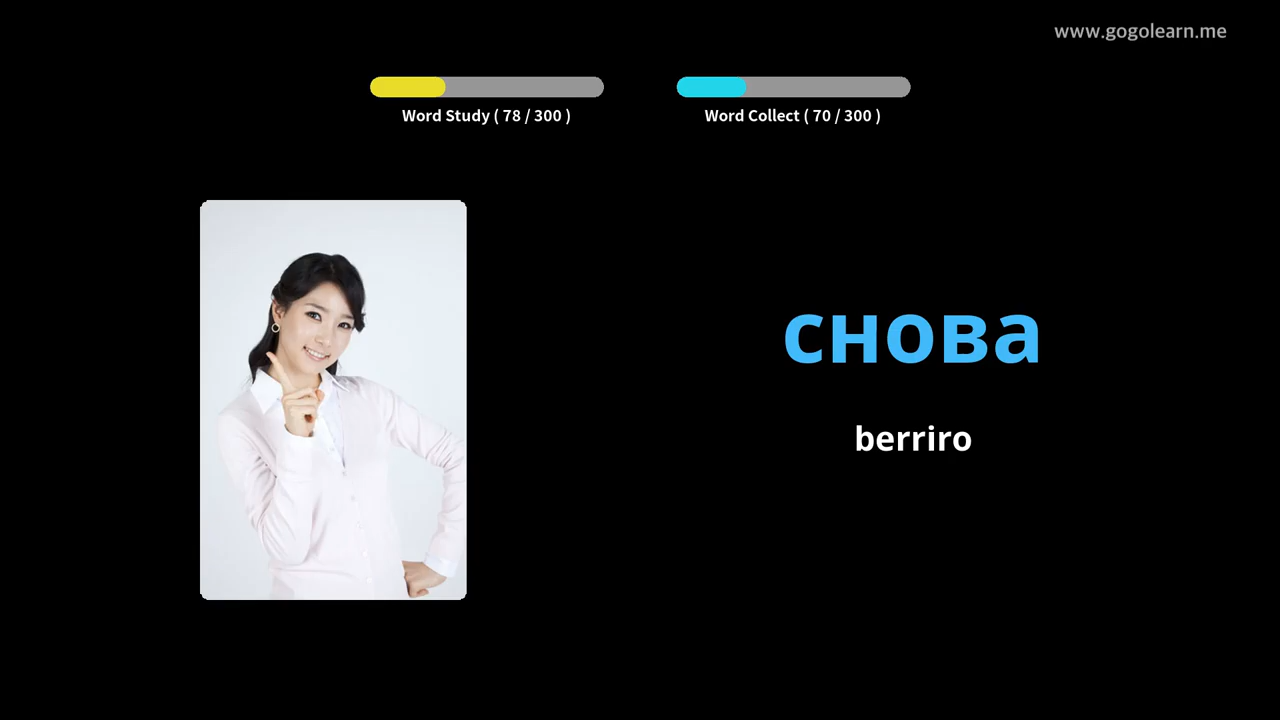 www.gogolearn.me
Word Study ( 78 / 300 )
Word Collect ( 70 / 300 )
снова
berriro